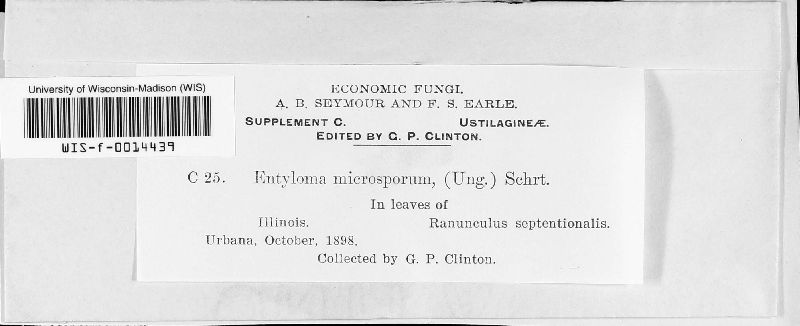 University of Wisconsin-Madison (WIS)
WIS-f-0014439
ECONOMIC FUNGI.
A. B. SEYMOUR AND F. S. EARLE.
SUPPLEMENT C. USTILAGINEÆ.
EDITED BY G. P. CLINTON.
C 25. Entyloma microsporum, (Ung.) Schrt.
In leaves of
Illinois. Ranunculus septentionalis.
Urbana, October, 1898.
Collected by G. P. Clinton.